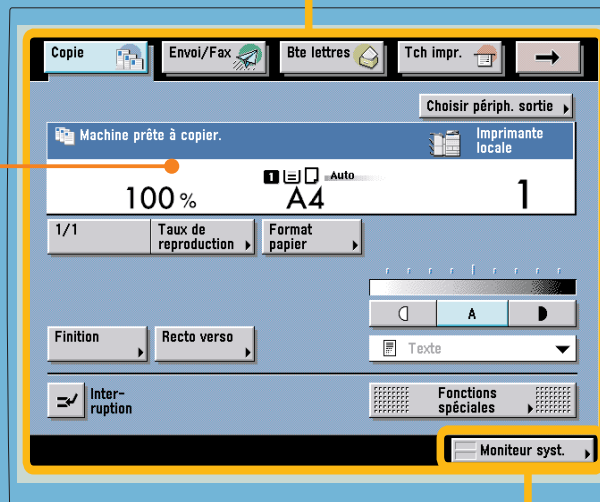 Copie
Envoi/Fax
Bte lettres
Tch impr.
Choisir périph. sortie
Machine prête à copier.
Imprimante
locale
100 %
1
A4
Auto
1
1/1
Taux de
reproduction
Format
papier
A
Finition
Recto verso
Texte
Inter-
ruption
Fonctions
spéciales
Moniteur syst.